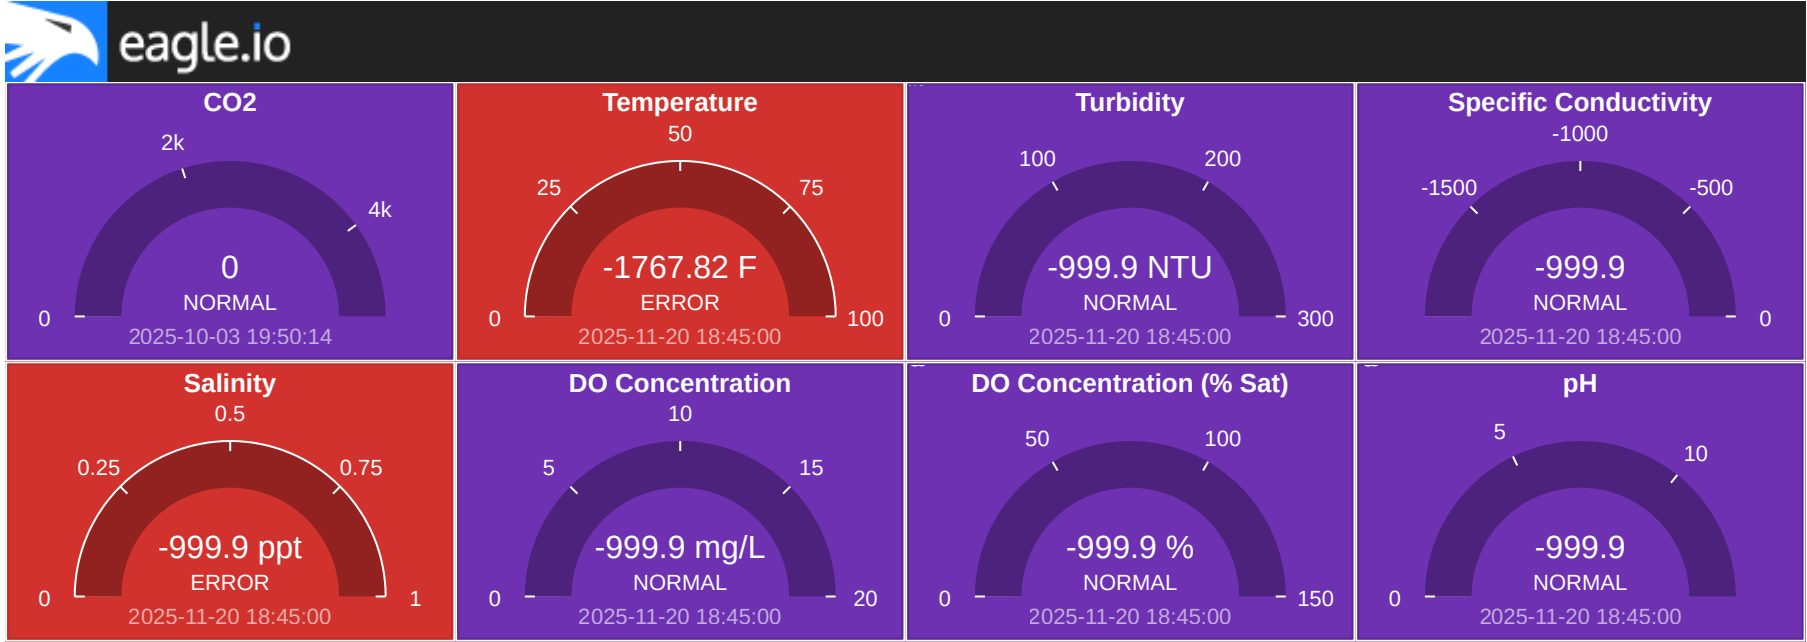 eagle.io
CO2
2k
4k
0
NORMAL
0
2025-10-03 19:50:14
Temperature
50
25
75
-1767.82 F
ERROR
0
100
2025-11-20 18:45:00
Turbidity
100
200
-999.9 NTU
NORMAL
0
300
2025-11-20 18:45:00
Specific Conductivity
-1000
-1500
-500
-999.9
NORMAL
0
2025-11-20 18:45:00
Salinity
0.5
0.25
0.75
-999.9 ppt
ERROR
0
1
2025-11-20 18:45:00
DO Concentration
10
5
15
-999.9 mg/L
NORMAL
0
20
2025-11-20 18:45:00
DO Concentration (% Sat)
50
100
-999.9 %
NORMAL
0
150
2025-11-20 18:45:00
pH
5
10
-999.9
NORMAL
0
2025-11-20 18:45:00